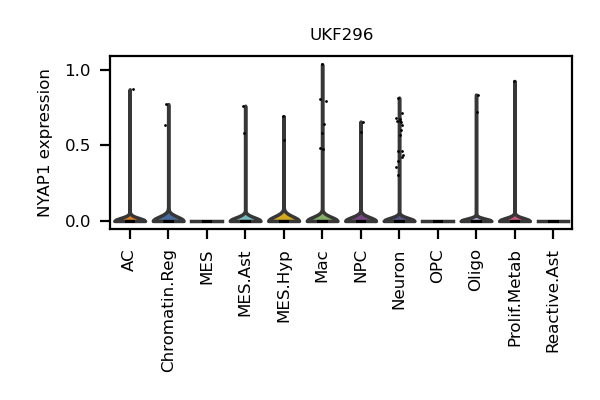 UKF296
NYAP1 expression
1.0
0.5
0.0
AC
Chromatin.Reg
MES
MES.Ast
MES.Hyp
Mac
NPC
Neuron
OPC
Oligo
Prolif.Metab
Reactive.Ast